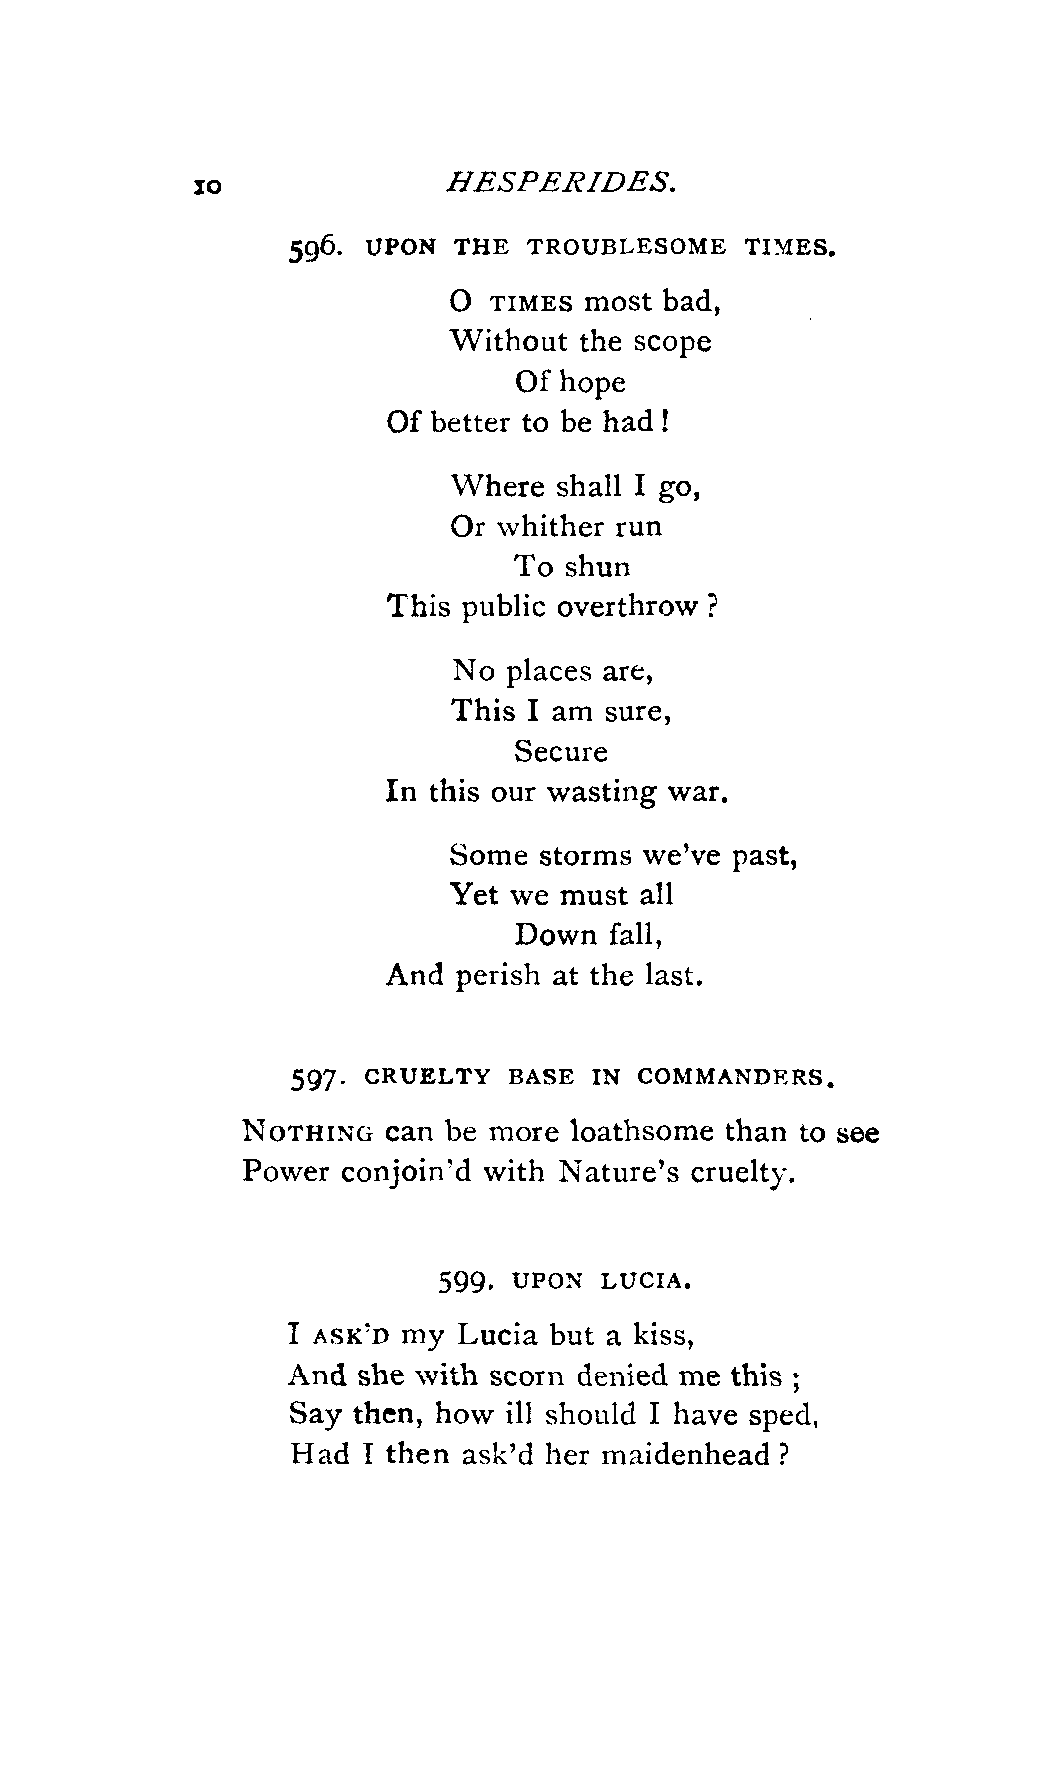 10 HESPERIDES.
596. UPON THE TROUBLESOME TIMES.
O TIMES most bad,
Without the scope
Of hope
Of better to be had!
Where shall I go,
Or whither run
To shun
This public overthrow?
No places are,
This I am sure,
Secure
In this our wasting war.
Some storms we've past,
Yet we must all
Down fall,
And perish at the last.
597. CRUELTY BASE IN COMMANDERS.
NOTHING can be more loathsome than to see
Power conjoin'd with Nature's cruelty.
599. UPON LUCIA.
I ASK'D my Lucia but a kiss,
And she with scorn denied me this;
Say then, how ill should I have sped,
Had I then ask'd her maidenhead?